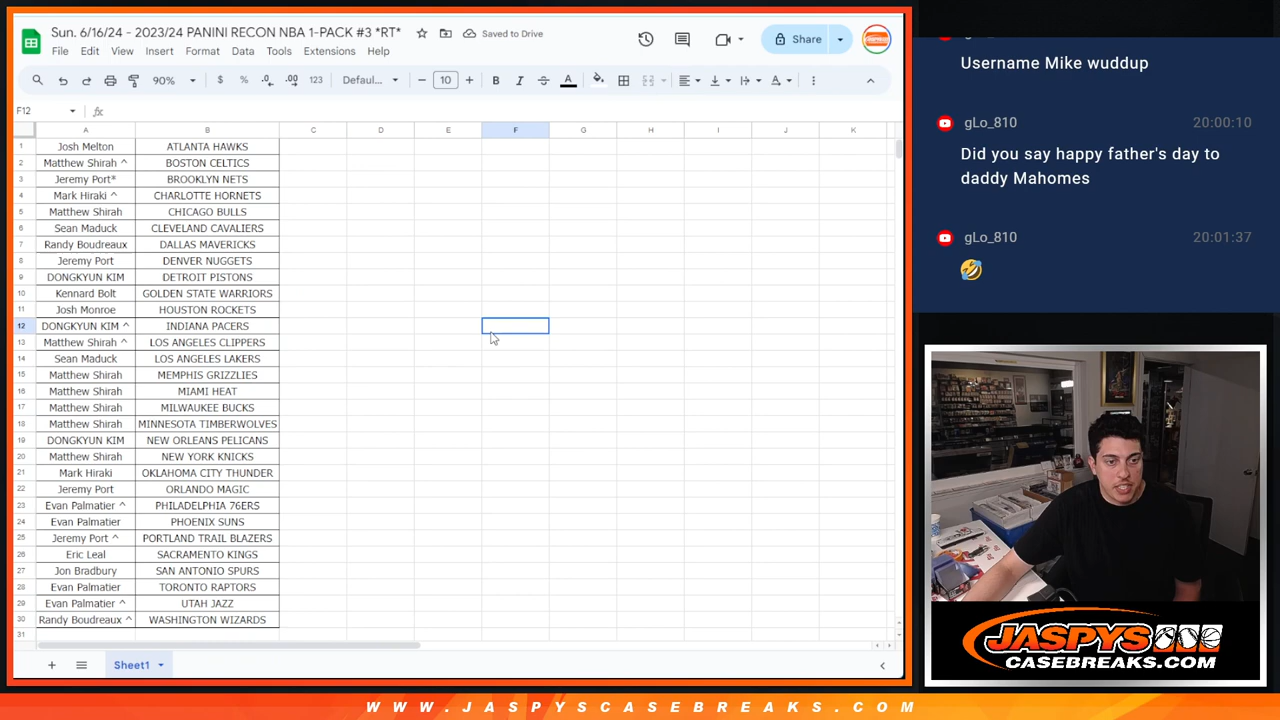 Sun. 6/16/24 - 2023/24 PANINI RECON NBA 1-PACK #3 *RT*
Saved to Drive
Share
File Edit View Insert Format Data Tools Extensions Help
90% $ % .0 .00 123 Defaul... 10 B I S A
F12 fx
A B C D E F G H I J K
1 Josh Melton ATLANTA HAWKS
2 Matthew Shirah ^ BOSTON CELTICS
3 Jeremy Port* BROOKLYN NETS
4 Mark Hiraki ^ CHARLOTTE HORNETS
5 Matthew Shirah CHICAGO BULLS
6 Sean Maduck CLEVELAND CAVALIERS
7 Randy Boudreaux DALLAS MAVERICKS
8 Jeremy Port DENVER NUGGETS
9 DONGKYUN KIM DETROIT PISTONS
10 Kennard Bolt GOLDEN STATE WARRIORS
11 Josh Monroe HOUSTON ROCKETS
12 DONGKYUN KIM ^ INDIANA PACERS
13 Matthew Shirah ^ LOS ANGELES CLIPPERS
14 Sean Maduck LOS ANGELES LAKERS
15 Matthew Shirah MEMPHIS GRIZZLIES
16 Matthew Shirah MIAMI HEAT
17 Matthew Shirah MILWAUKEE BUCKS
18 Matthew Shirah MINNESOTA TIMBERWOLVES
19 DONGKYUN KIM NEW ORLEANS PELICANS
20 Matthew Shirah NEW YORK KNICKS
21 Mark Hiraki OKLAHOMA CITY THUNDER
22 Jeremy Port ORLANDO MAGIC
23 Evan Palmatier ^ PHILADELPHIA 76ERS
24 Evan Palmatier PHOENIX SUNS
25 Jeremy Port ^ PORTLAND TRAIL BLAZERS
26 Eric Leal SACRAMENTO KINGS
27 Jon Bradbury SAN ANTONIO SPURS
28 Evan Palmatier TORONTO RAPTORS
29 Evan Palmatier ^ UTAH JAZZ
30 Randy Boudreaux ^ WASHINGTON WIZARDS
31
Sheet1
Username Mike wuddup
gLo_810 20:00:10
Did you say happy father's day to
daddy Mahomes
gLo_810 20:01:37
🤣
JASPYS
CASEBREAKS.COM
WWW.JASPYSCASEBREAKS.COM